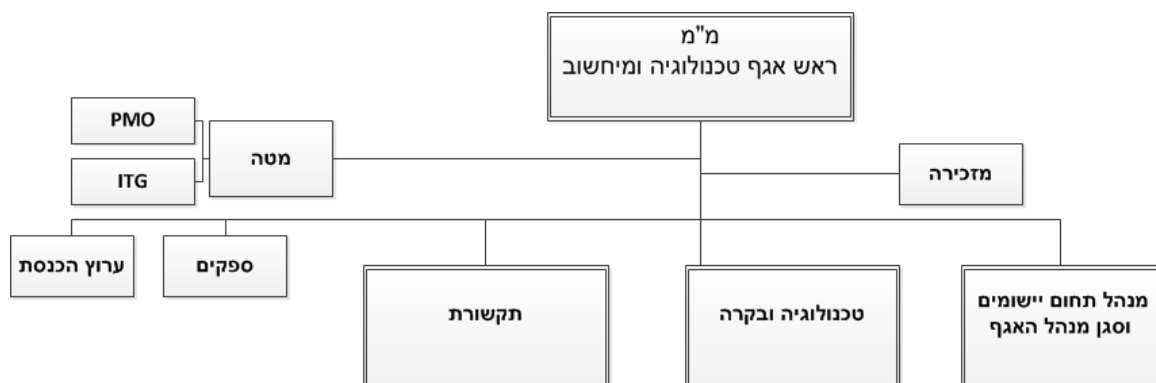 מ"מ
ראש אגף טכנולוגיה ומיחשוב
PMO
מטה
ITG
מזכירה
מנהל תחום יישומים
וסגן מנהל האגף
טכנולוגיה ובקרה
תקשורת
ספקים
ערוץ הכנסת